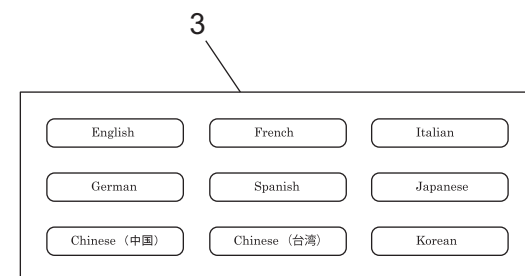 3
English French Italian
German Spanish Japanese
Chinese（中国） Chinese（台湾） Korean